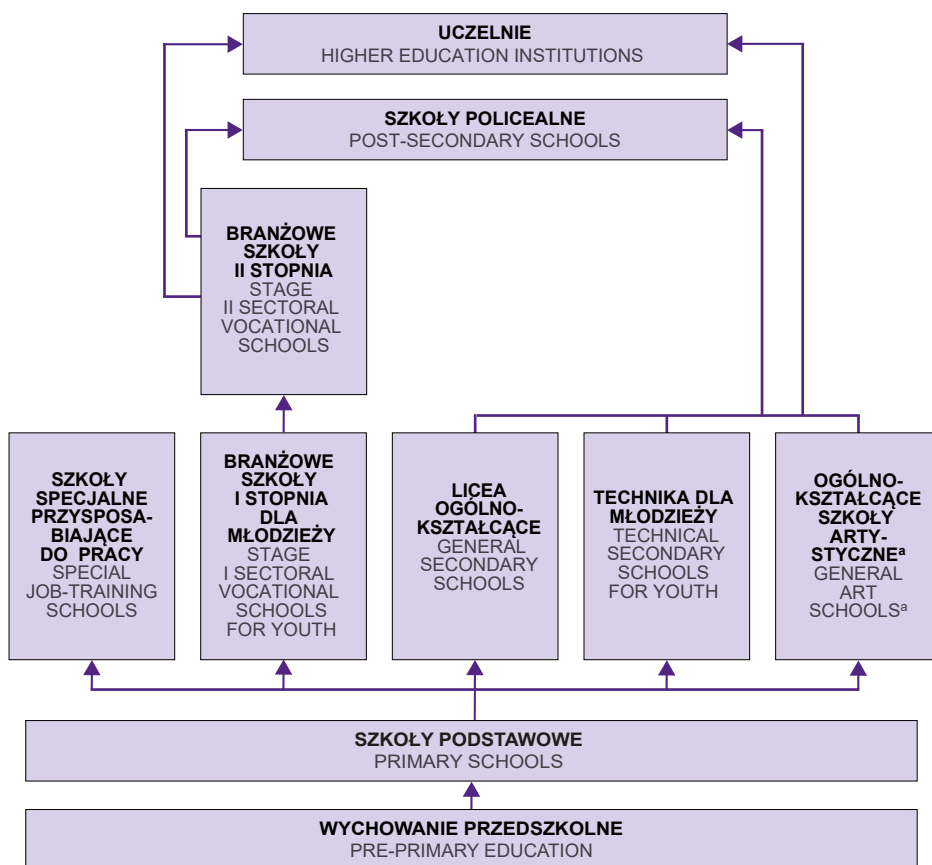 UCZELNIE
HIGHER EDUCATION INSTITUTIONS
SZKOŁY POLICEALNE
POST-SECONDARY SCHOOLS
BRANŻOWE
SZKOŁY
II STOPNIA
STAGE
II SECTORAL
VOCATIONAL
SCHOOLS
SZKOŁY
SPECJALNE
PRZYSPOSA-
BIAJĄCE
DO PRACY
SPECIAL
JOB-TRAINING
SCHOOLS
BRANŻOWE
SZKOŁY
I STOPNIA
DLA
MŁODZIEŻY
STAGE
I SECTORAL
VOCATIONAL
SCHOOLS
FOR YOUTH
LICEA
OGÓLNO-
KSZTAŁCĄCE
GENERAL
SECONDARY
SCHOOLS
TECHNIKA DLA
MŁODZIEŻY
TECHNICAL
SECONDARY
SCHOOLS
FOR YOUTH
OGÓLNO-
KSZTAŁCĄCE
SZKOŁY
ARTY-
STYCZNEᵃ
GENERAL
ART
SCHOOLSᵃ
SZKOŁY PODSTAWOWE
PRIMARY SCHOOLS
WYCHOWANIE PRZEDSZKOLNE
PRE-PRIMARY EDUCATION